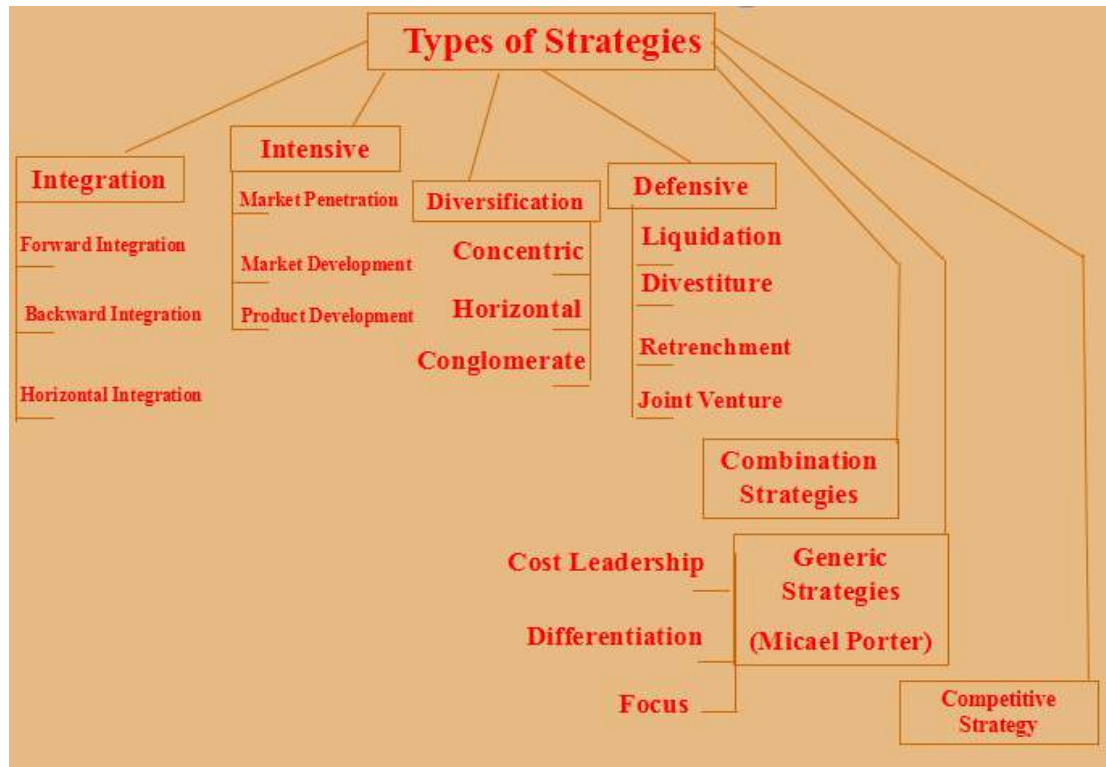 Types of Strategies
Integration
Forward Integration
Backward Integration
Horizontal Integration
Intensive
Market Penetration
Market Development
Product Development
Diversification
Concentric
Horizontal
Conglomerate
Defensive
Liquidation
Divestiture
Retrenchment
Joint Venture
Combination
Strategies
Generic
Strategies
(Micael Porter)
Cost Leadership
Differentiation
Focus
Competitive
Strategy